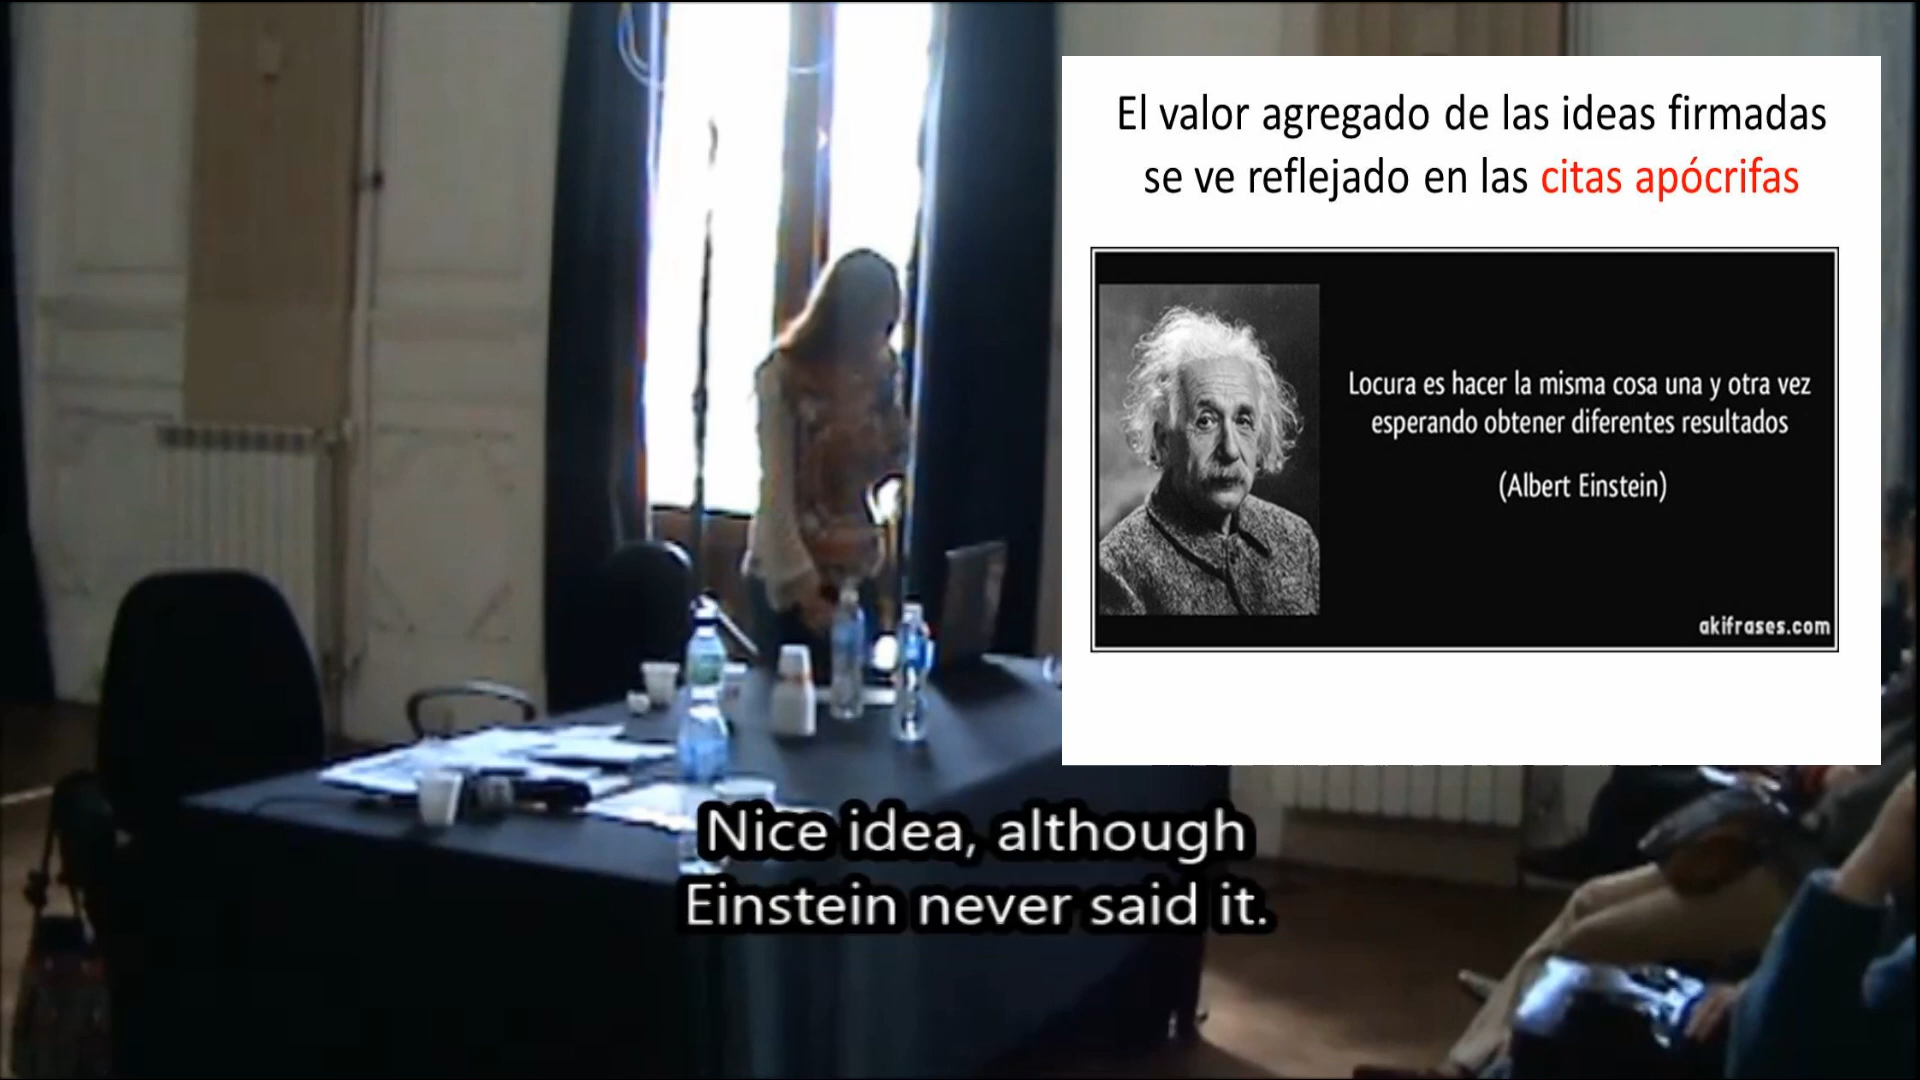 El valor agregado de las ideas firmadas
se ve reflejado en las citas apócrifas
Locura es hacer la misma cosa una y otra vez
esperando obtener diferentes resultados
(Albert Einstein)
akifrases.com
Nice idea, although
Einstein never said it.